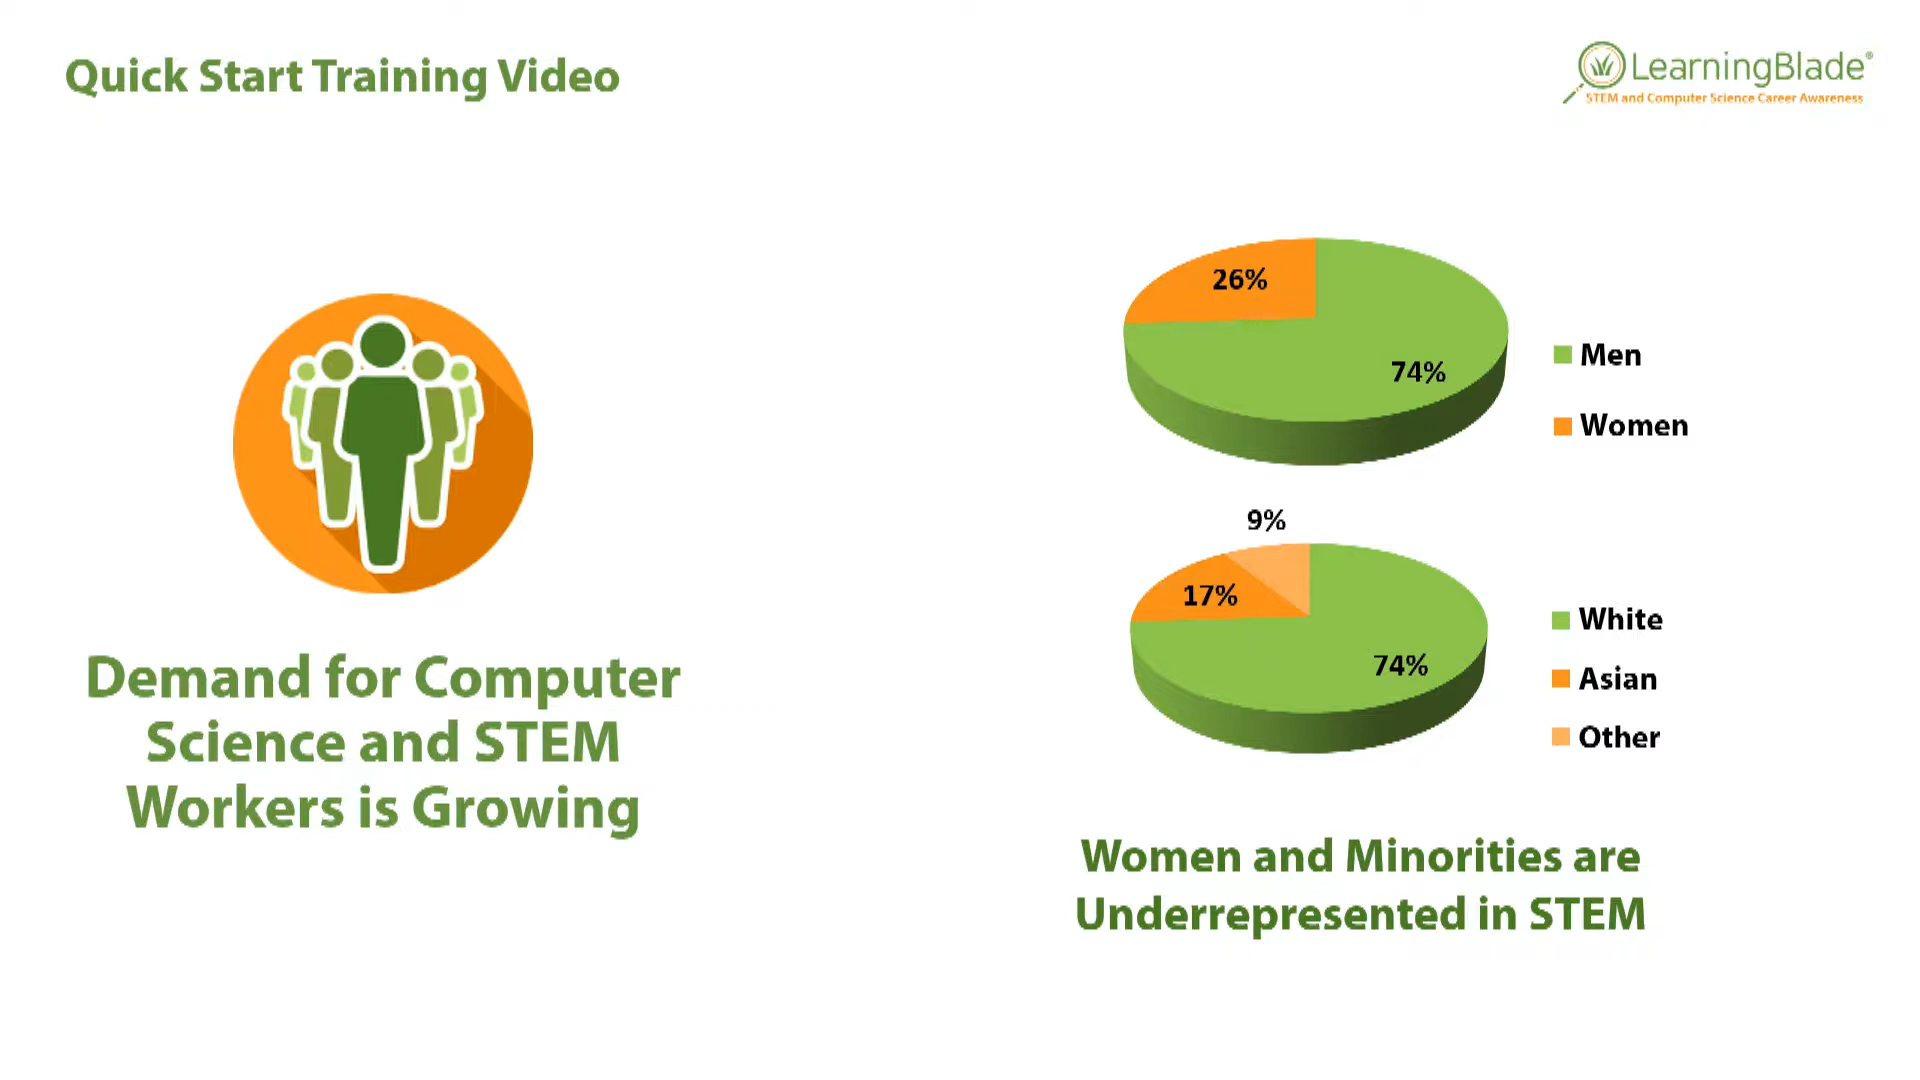 Quick Start Training Video
LearningBlade®
STEM and Computer Science Career Awareness
Demand for Computer
Science and STEM
Workers is Growing
26%
74%
Men
Women
9%
17%
74%
White
Asian
Other
Women and Minorities are
Underrepresented in STEM